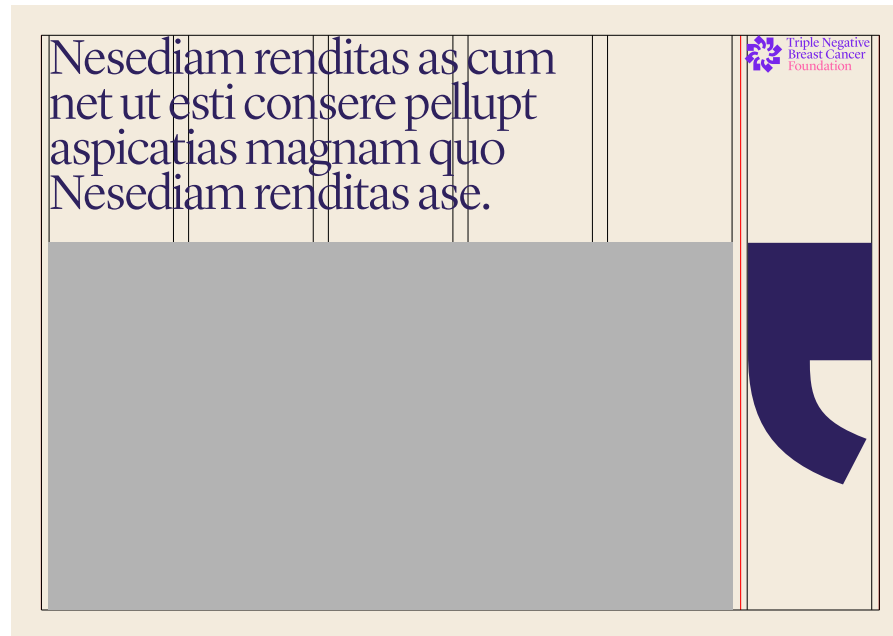 Nesediam renditas as cum
net ut esti consere pellupt
aspicatias magnam quo
Nesediam renditas ase.
Triple Negative
Breast Cancer
Foundation